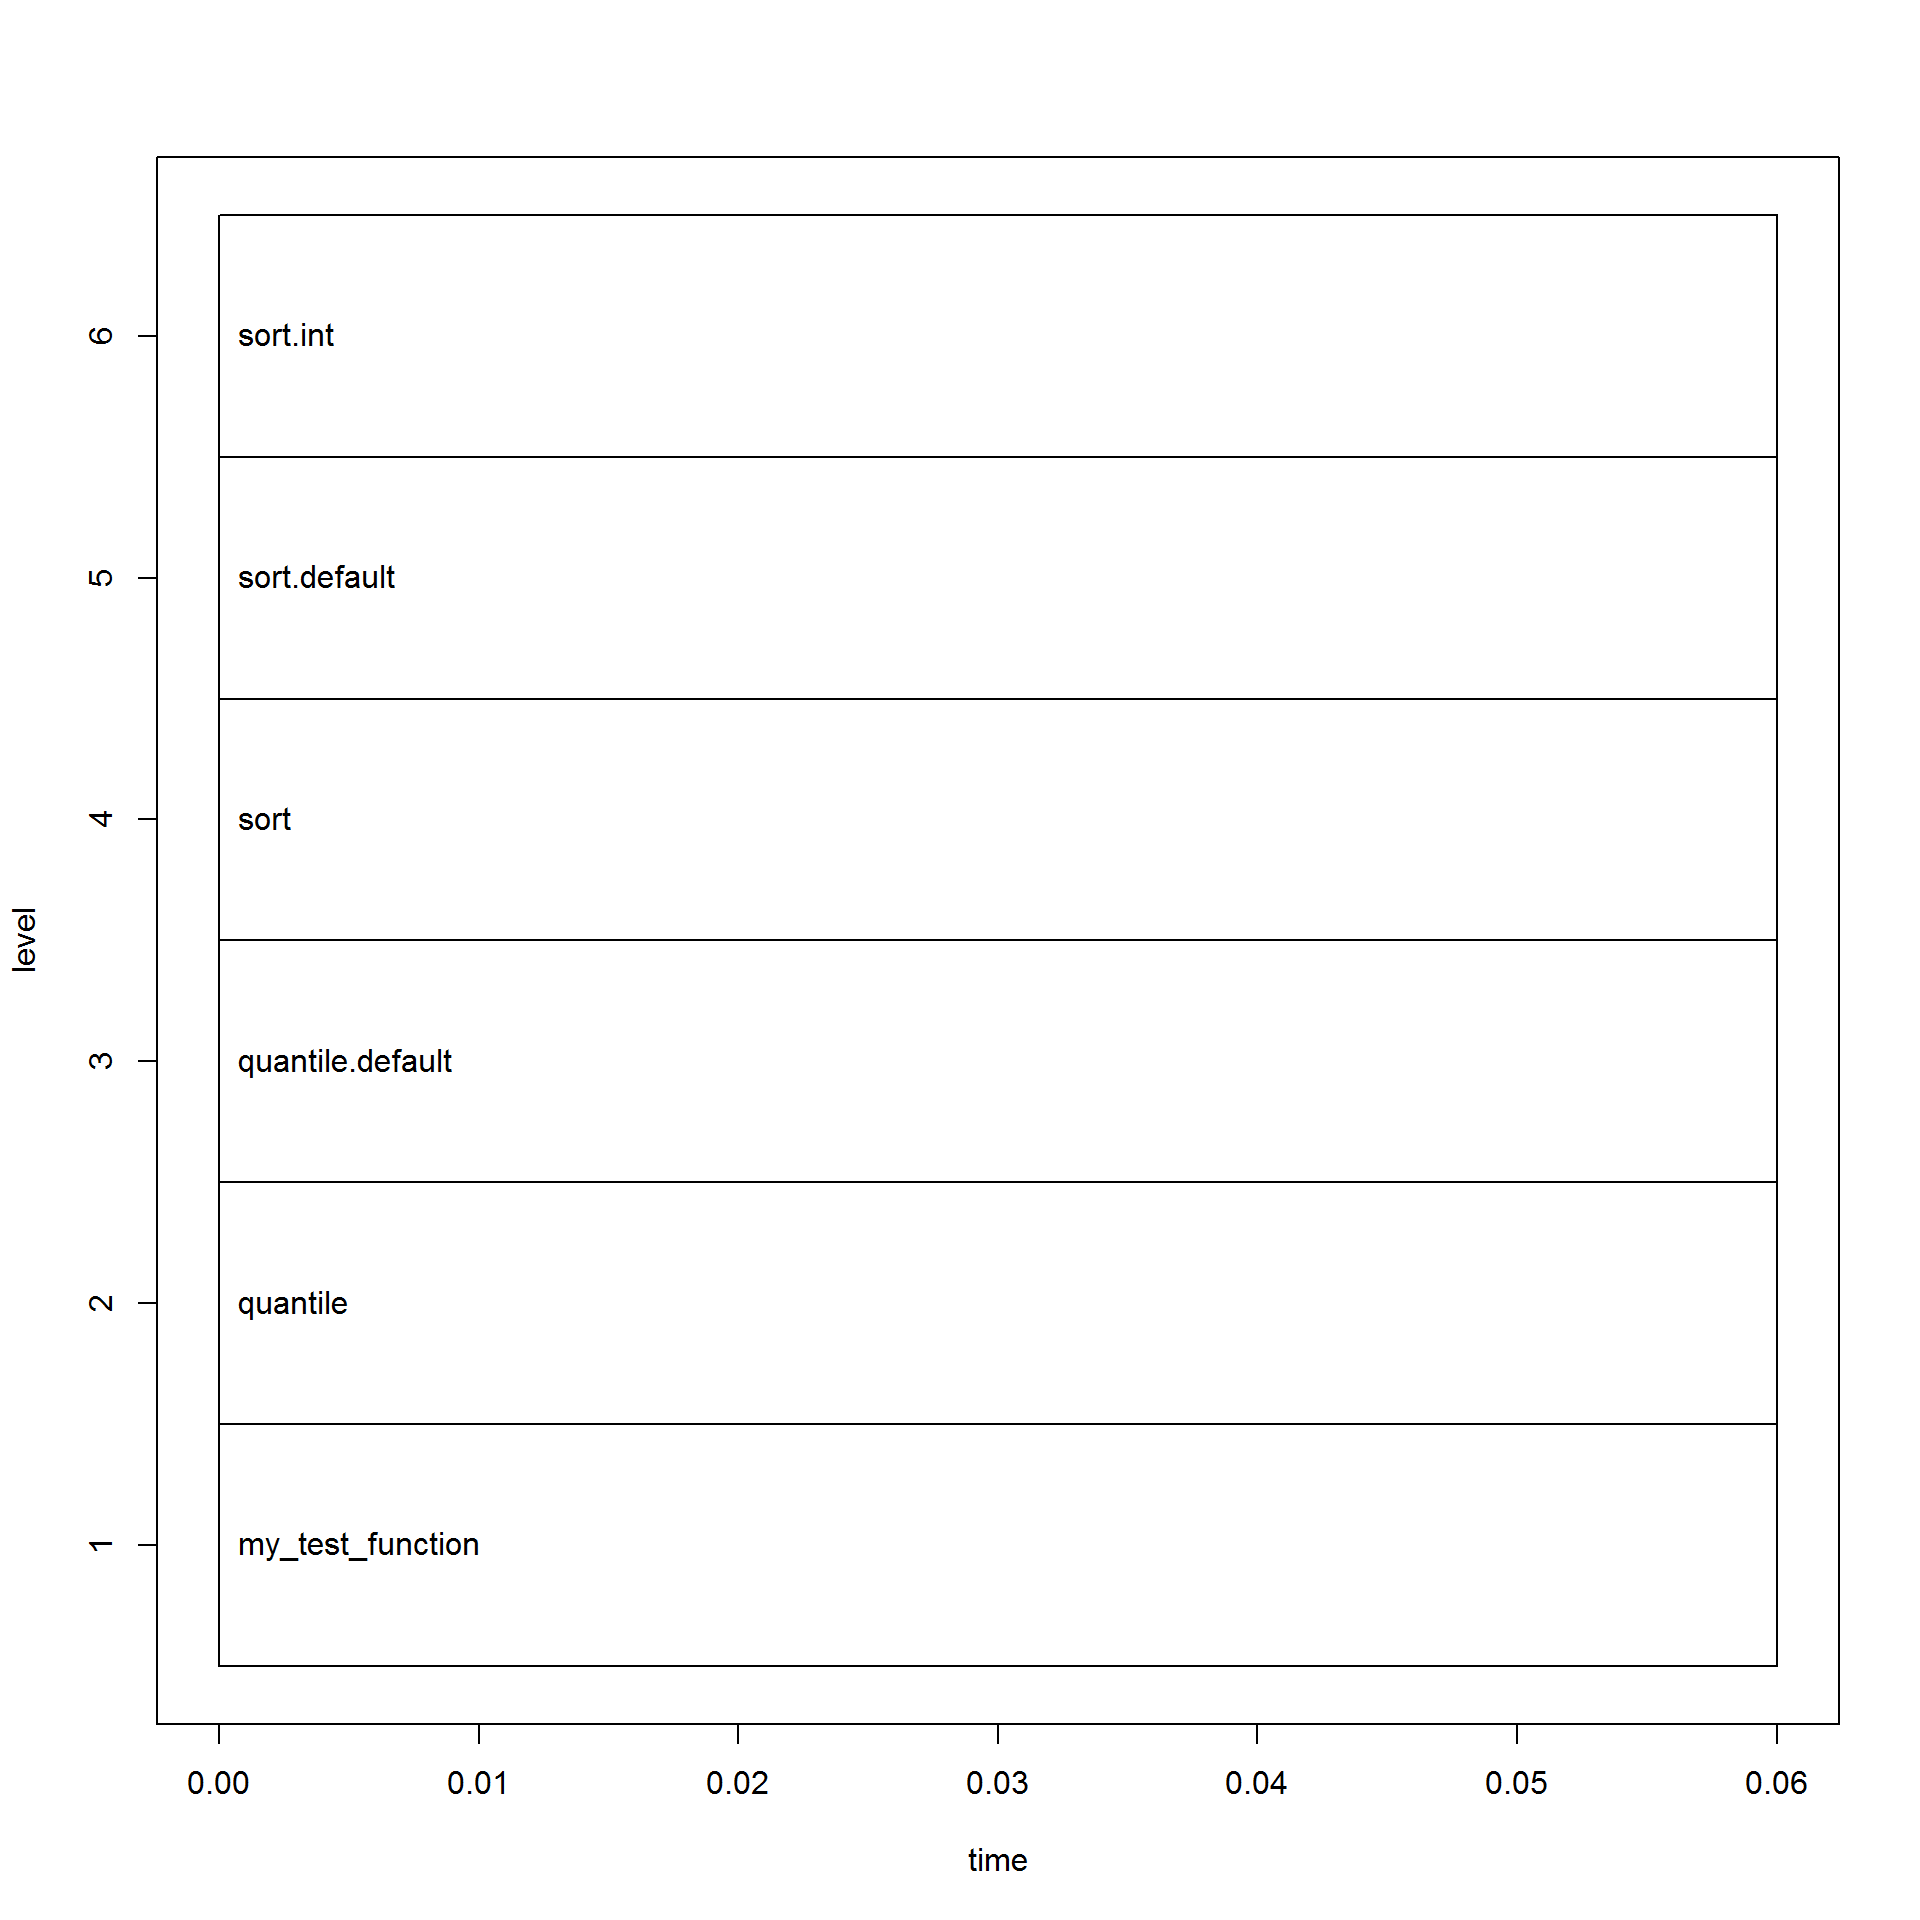 6
sort.int
5
sort.default
4
sort
level
3
quantile.default
2
quantile
1
my_test_function
0.00 0.01 0.02 0.03 0.04 0.05 0.06
time